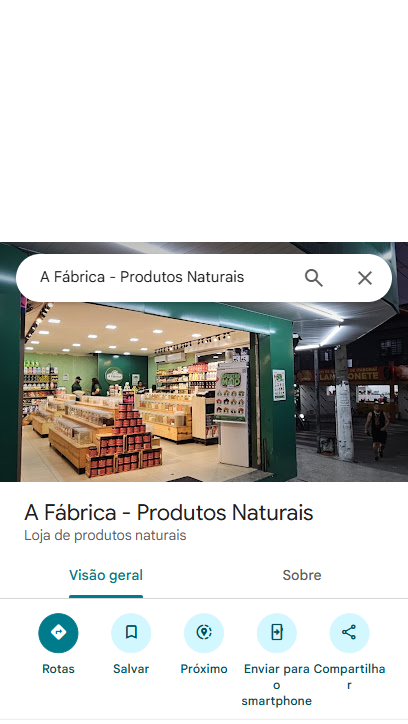 A Fábrica - Produtos Naturais
A Fábrica - Produtos Naturais
Loja de produtos naturais
Visão geral
Sobre
Rotas
Salvar
Próximo
Enviar para
o
smartphone
Compartilha
r